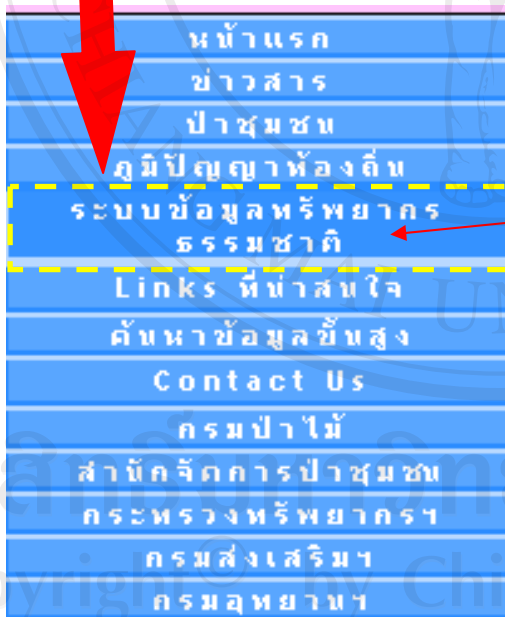 หน้าแรก
ข่าวสาร
ป่าชุมชน
ภูมิปัญญาท้องถิ่น
ระบบข้อมูลทรัพยากร
ธรรมชาติ
Links ที่น่าสนใจ
ค้นหาข้อมูลขั้นสูง
Contact Us
กรมป่าไม้
สำนักจัดการป่าชุมชน
กระทรวงทรัพยากรฯ
กรมส่งเสริมฯ
กรมอุทยานฯ